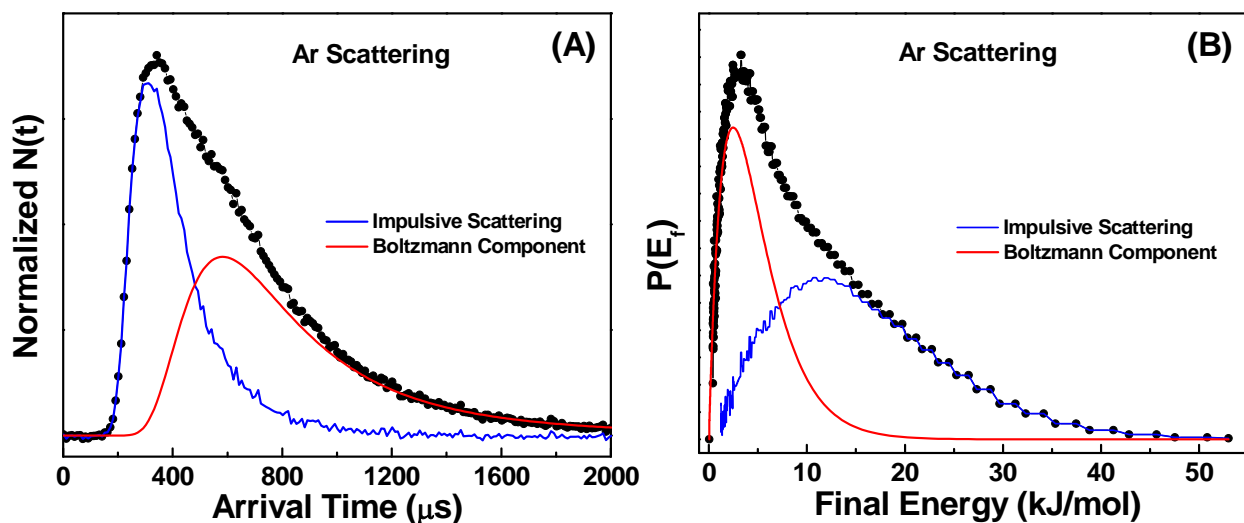 Ar Scattering
(A)
Impulsive Scattering
Boltzmann Component
Normalized N(t)
0 400 800 1200 1600 2000
Arrival Time (μs)
Ar Scattering
(B)
Impulsive Scattering
Boltzmann Component
P(E_f)
0 10 20 30 40 50
Final Energy (kJ/mol)